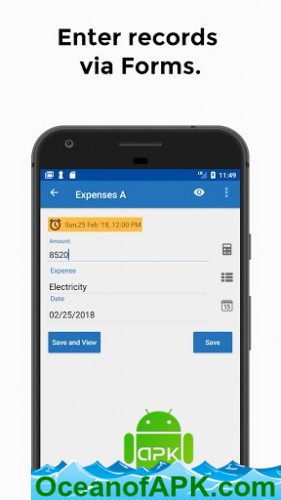 Enter records
via Forms.
11:49
Expenses A
Sun,25 Feb '18, 12:00 PM
Amount
8520
Expense
Electricity
Date
02/25/2018
15
Save and View
Save
APK
OceanofAPK.com